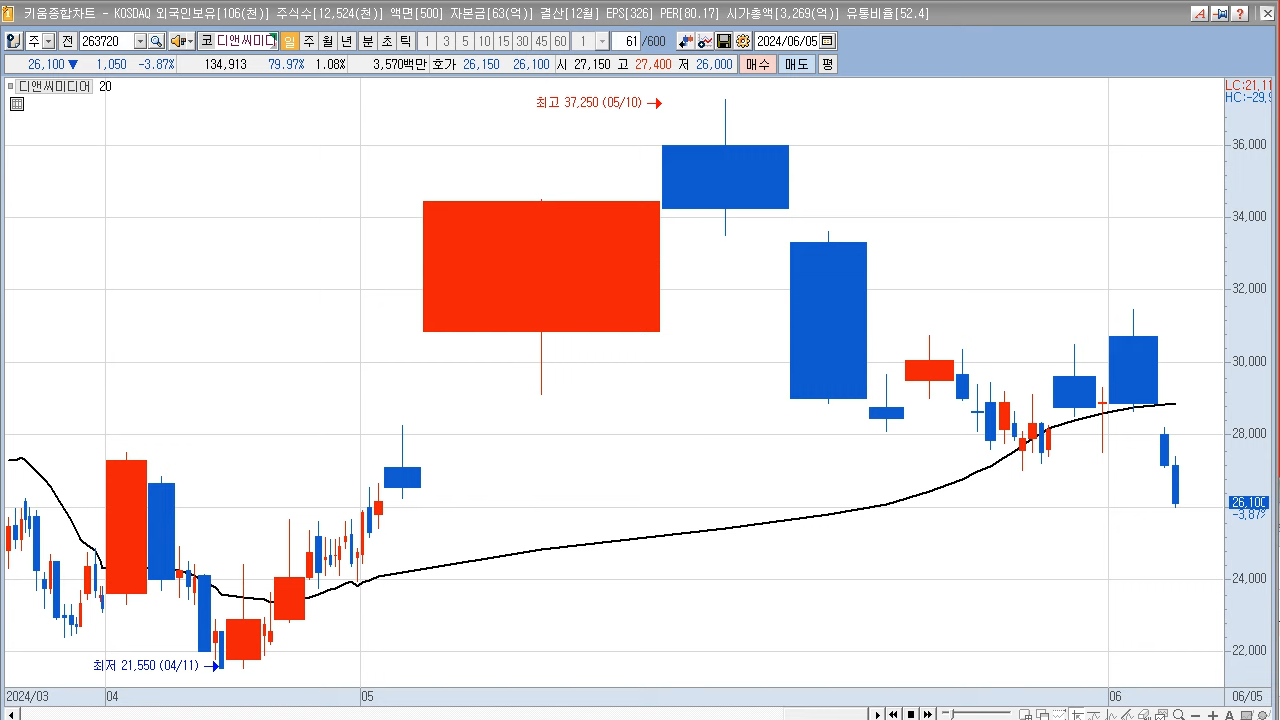 키움종합차트 - KOSDAQ 외국인보유[106(천)] 주식수[12,524(천)] 액면[500] 자본금[63(억)] 결산[12월] EPS[326] PER[80.1] 시가총액[3,269(억)] 유통비율[52.4]
주 전 263720 코 디앤씨미디 일 주 월 년 분 초 틱 1 3 5 10 15 30 45 60 1 61 /600 2024/06/05
26,100 ▼ 1,050 -3.87% 134,913 79.97% 1.08% 3,570백만 호가 26,150 26,100 시 27,150 고 27,400 저 26,000 매수 매도 평
디앤씨미디어 20
LC:21,11
HC:-29,9
최고 37,250 (05/10)
36,000
34,000
32,000
30,000
28,000
26,100
-3.87%
24,000
22,000
최저 21,550 (04/11)
2024/03 04 05 06 06/05